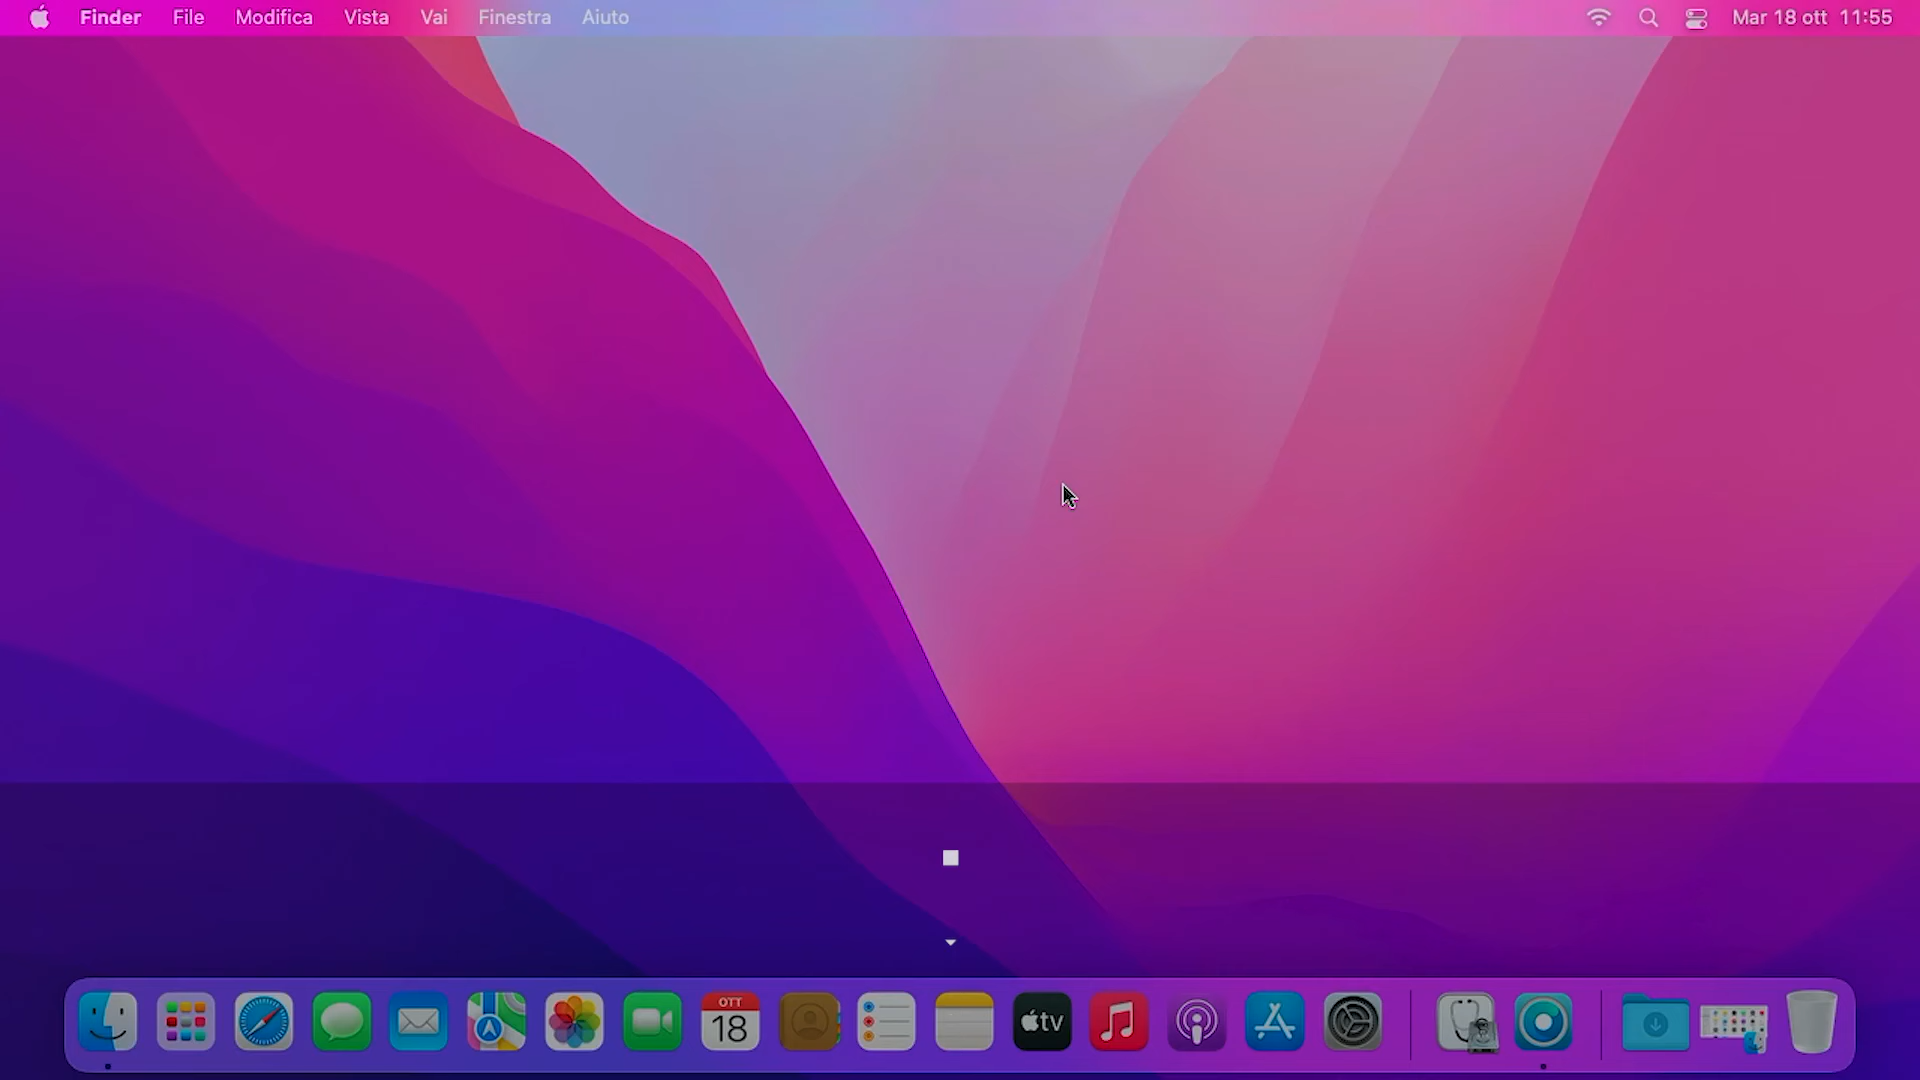 Finder File Modifica Vista Vai Finestra Aiuto Mar 18 ott 11:55
OTT
18
tv